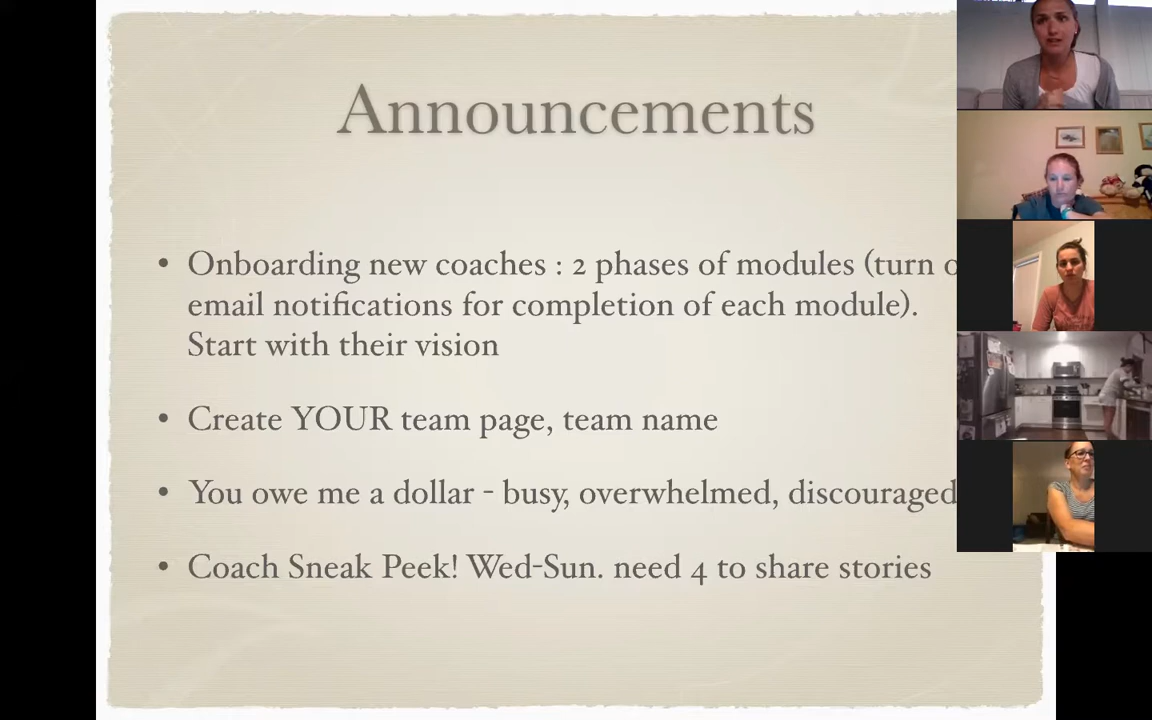 Announcements
• Onboarding new coaches : 2 phases of modules (turn
email notifications for completion of each module).
Start with their vision
• Create YOUR team page, team name
• You owe me a dollar - busy, overwhelmed, discouraged
• Coach Sneak Peek! Wed-Sun. need 4 to share stories